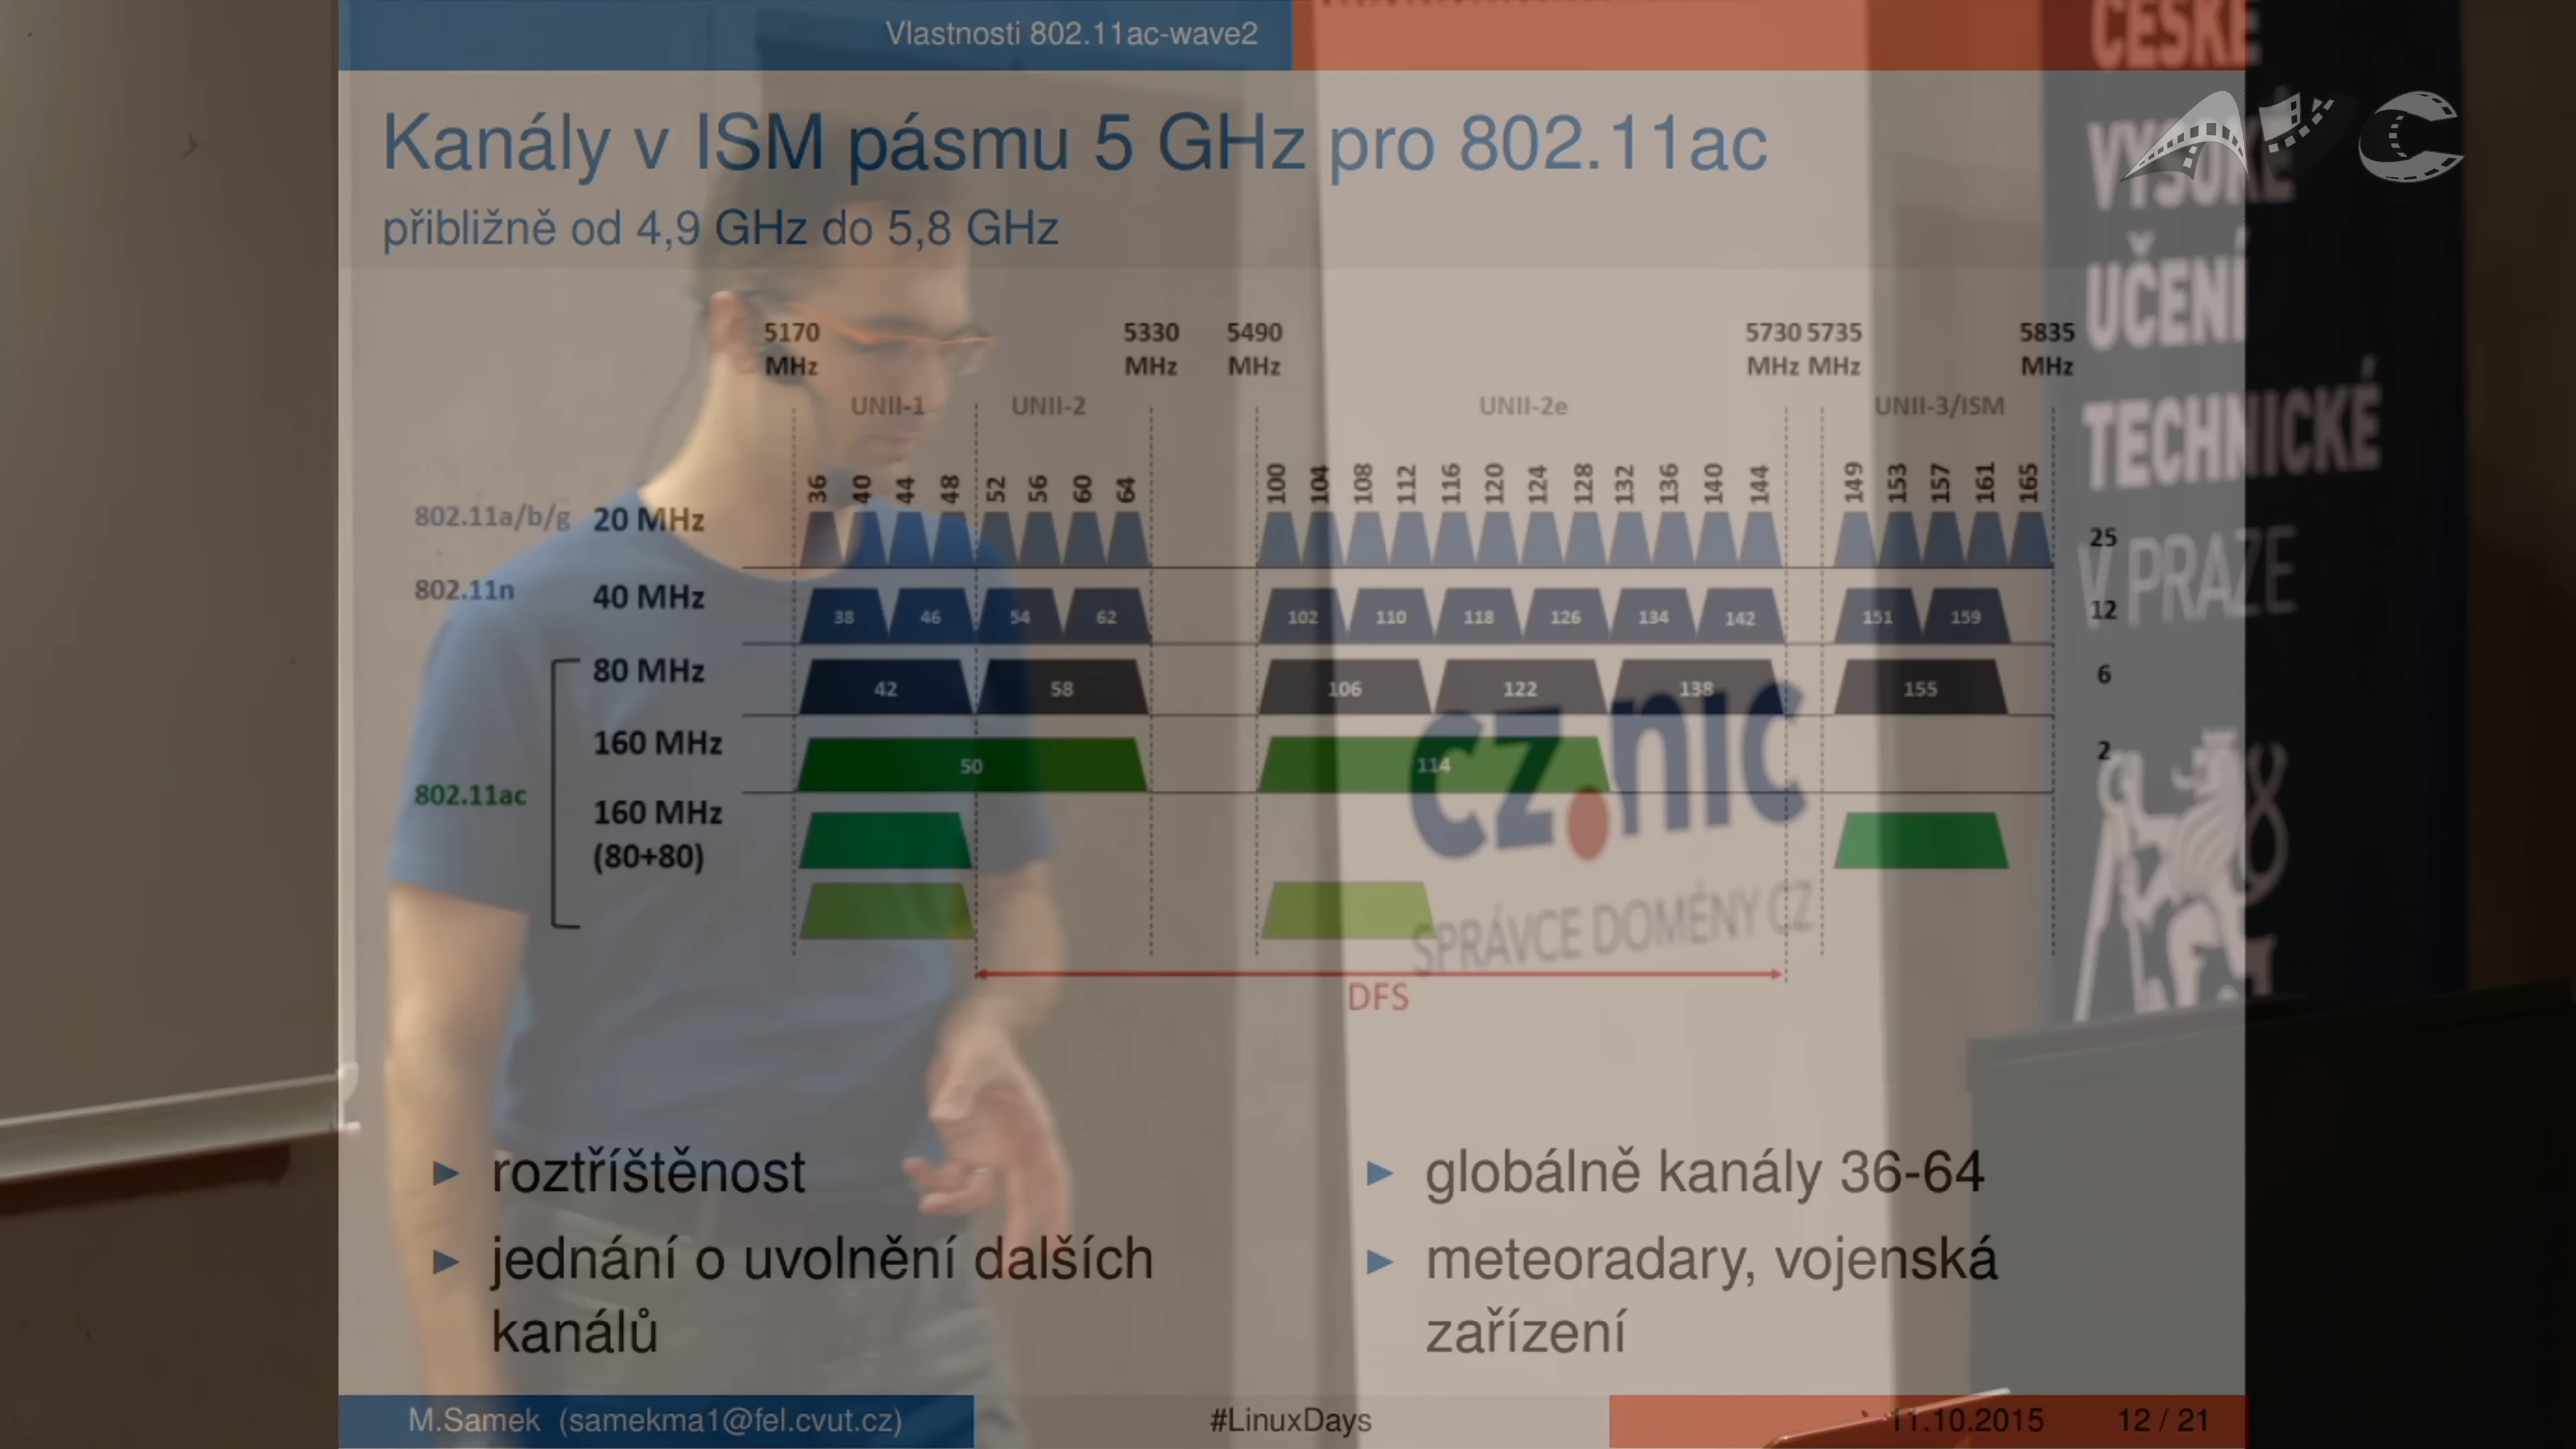 Vlastnosti 802.11ac-wave2
Kanály v ISM pásmu 5 GHz pro 802.11ac
přibližně od 4,9 GHz do 5,8 GHz
5170 MHz
5330 MHz
5490 MHz
5730 MHz
5735 MHz
5835 MHz
UNII-1
UNII-2
UNII-2e
UNII-3/ISM
36 40 44 48 52 56 60 64 100 104 108 112 116 120 124 128 132 136 140 144 149 153 157 161 165
802.11a/b/g 20 MHz 25
802.11n 40 MHz 38 46 54 62 102 110 118 126 134 142 151 159 12
80 MHz 42 58 106 122 138 155 6
160 MHz 50 114 2
802.11ac
160 MHz
(80+80)
DFS
roztříštěnost
jednání o uvolnění dalších
kanálů
globálně kanály 36-64
meteoradary, vojenská
zařízení
M.Samek (samekma1@fel.cvut.cz)
#LinuxDays
11.10.2015
12 / 21
CZ.NIC
SPRÁVCE DOMÉNY CZ
ČESKÉ
VYSOKÉ
UČENÍ
TECHNICKÉ
V PRAZE
AVC